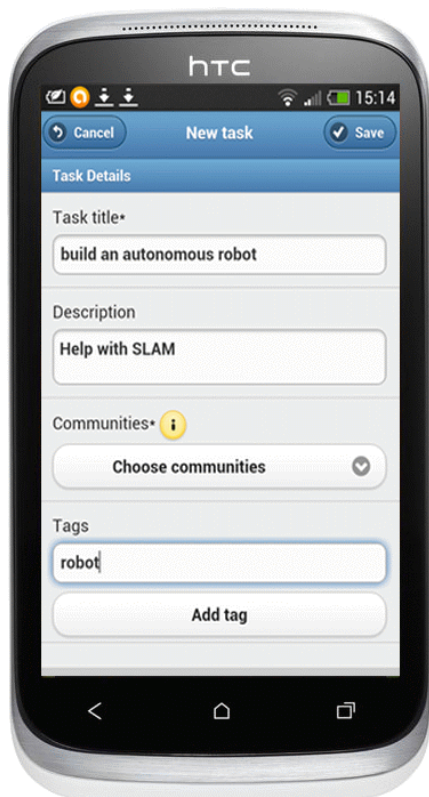 hTC
15:14
Cancel New task Save
Task Details
Task title*
build an autonomous robot
Description
Help with SLAM
Communities* i
Choose communities
Tags
robot
Add tag